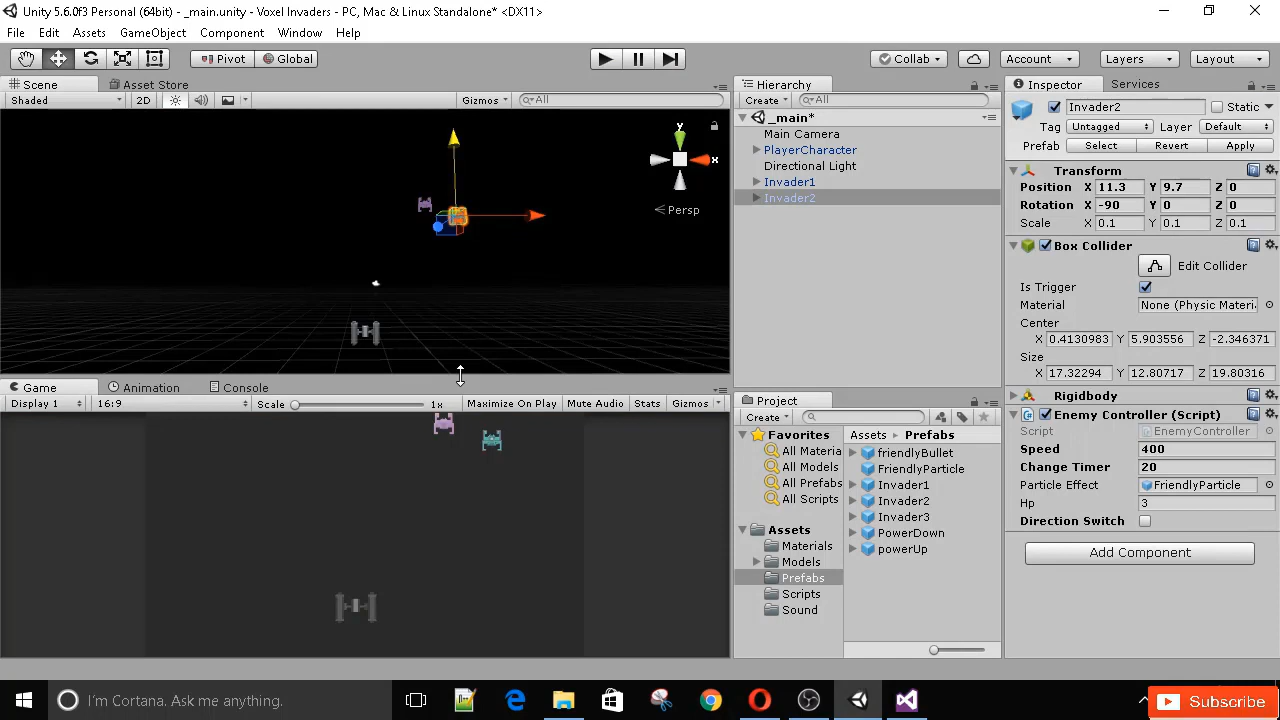 Unity 5.6.0f3 Personal (64bit) - _main.unity - Voxel Invaders - PC, Mac & Linux Standalone* <DX11>
File Edit Assets GameObject Component Window Help
Pivot Global Collab Account Layers Layout
Scene Asset Store
Shaded 2D Gizmos All
y
x
Persp
Game Animation Console
Display 1 16:9 Scale 1x Maximize On Play Mute Audio Stats Gizmos
Hierarchy
Create All
_main*
Main Camera
PlayerCharacter
Directional Light
Invader1
Invader2
Project
Create
Favorites
All Materia
All Models
All Prefabs
All Scripts
Assets
Materials
Models
Prefabs
Scripts
Sound
Assets Prefabs
friendlyBullet
FriendlyParticle
Invader1
Invader2
Invader3
PowerDown
powerUp
Inspector Services
Invader2 Static
Tag Untagged Layer Default
Prefab Select Revert Apply
Transform
Position X 11.3 Y 9.7 Z 0
Rotation X -90 Y 0 Z 0
Scale X 0.1 Y 0.1 Z 0.1
Box Collider
Edit Collider
Is Trigger
Material None (Physic Materi.
Center
X 0.4130983 Y 5.903556 Z -2.346371
Size
X 17.32294 Y 12.80717 Z 19.80316
Rigidbody
Enemy Controller (Script)
Script EnemyController
Speed 400
Change Timer 20
Particle Effect FriendlyParticle
Hp 3
Direction Switch
Add Component
I'm Cortana. Ask me anything.
Subscribe